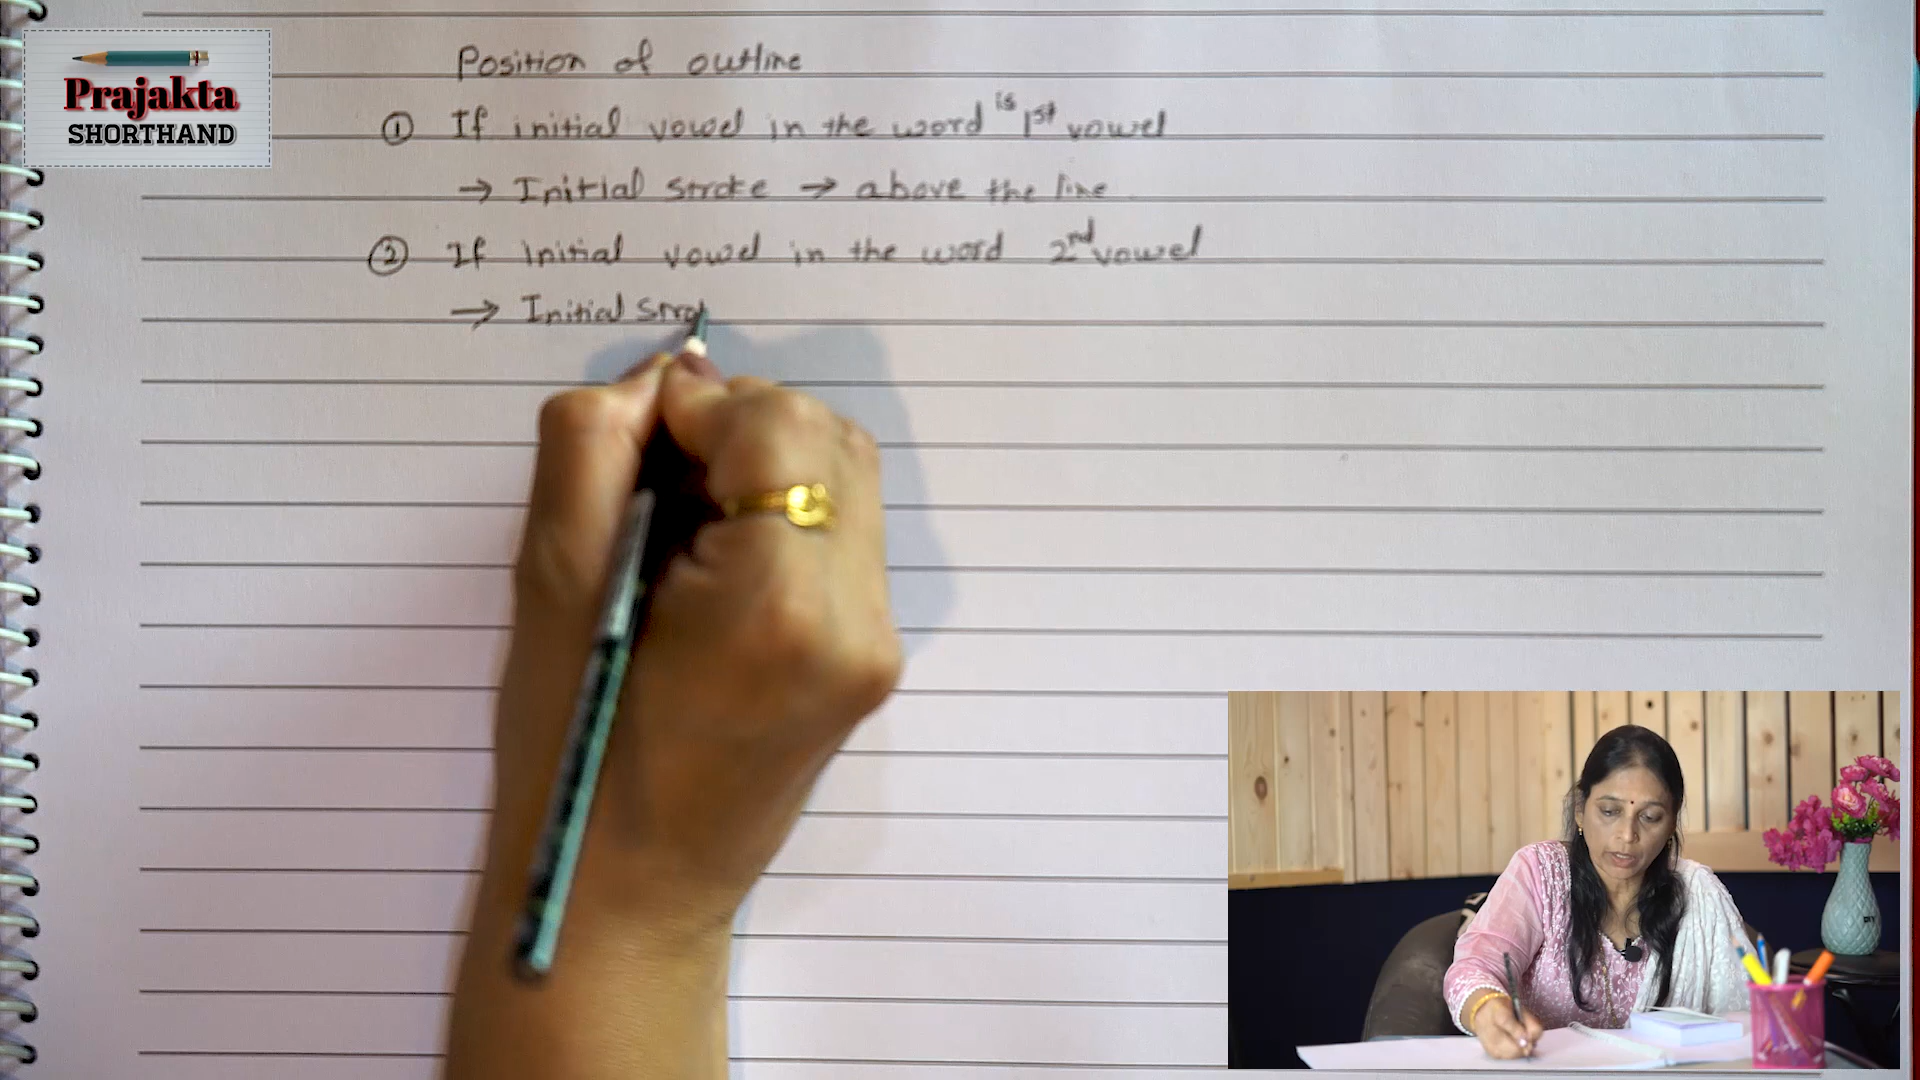 Prajakta
SHORTHAND
Position of outline
① If initial vowel in the word is 1st vowel
→ Initial Stroke → above the line
② If initial vowel in the word 2nd vowel
→ Initial Stro